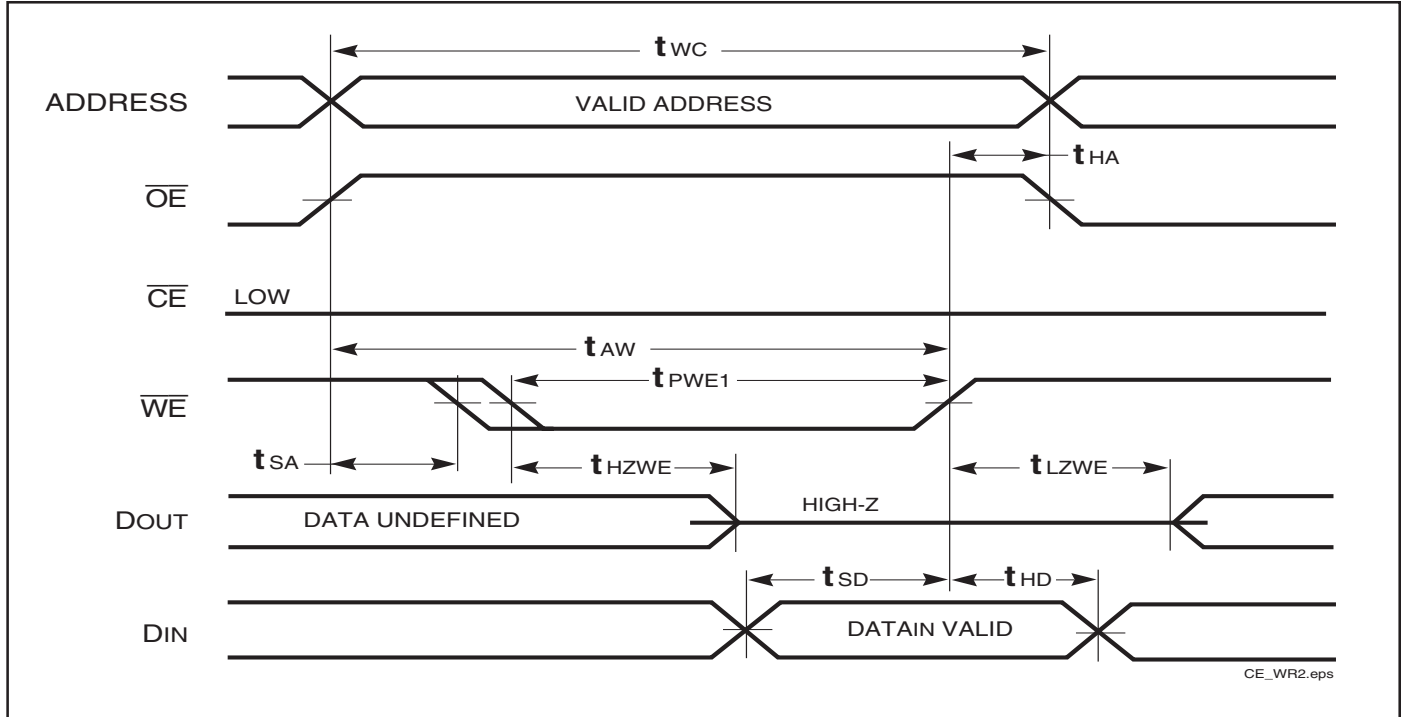 tWC
ADDRESS
VALID ADDRESS
tHA
OE
CE
LOW
tAW
tPWE1
WE
tSA
tHZWE
tLZWE
DOUT
DATA UNDEFINED
HIGH-Z
tSD
tHD
DIN
DATAIN VALID
CE_WR2.eps